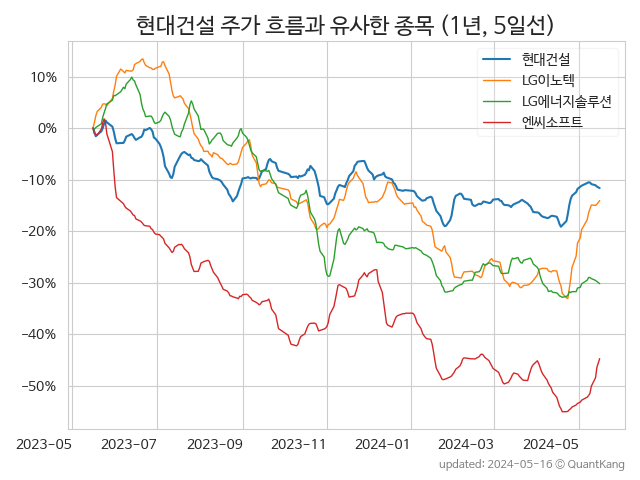 현대건설 주가 흐름과 유사한 종목 (1년, 5일선)
현대건설
LG이노텍
LG에너지솔루션
엔씨소프트
10%
0%
−10%
−20%
−30%
−40%
−50%
2023−05
2023−07
2023−09
2023−11
2024−01
2024−03
2024−05
updated: 2024−05−16 © QuantKang